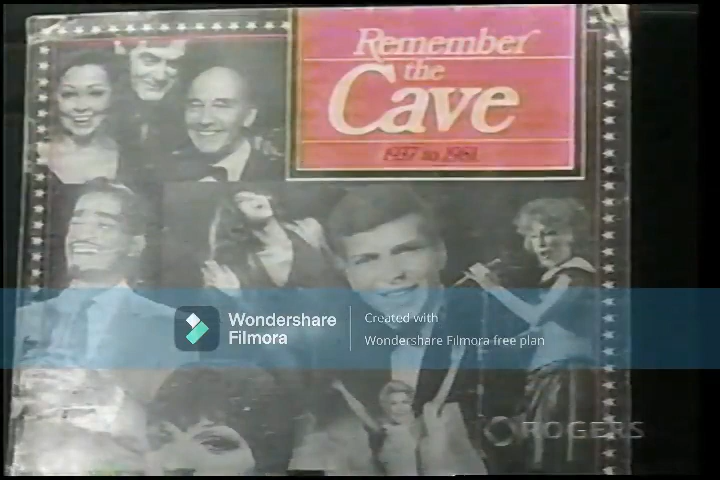 Remember
the
Cave
1937 to 1981
Wondershare
Filmora
Created with
Wondershare Filmora free plan
ROGERS